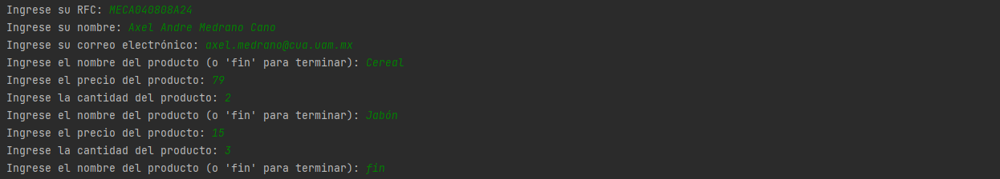 Ingrese su RFC: MECA040808A24
Ingrese su nombre: Axel Andre Medrano Cano
Ingrese su correo electrónico: axel.medrano@cua.uam.mx
Ingrese el nombre del producto (o 'fin' para terminar): Cereal
Ingrese el precio del producto: 79
Ingrese la cantidad del producto: 2
Ingrese el nombre del producto (o 'fin' para terminar): Jabón
Ingrese el precio del producto: 15
Ingrese la cantidad del producto: 3
Ingrese el nombre del producto (o 'fin' para terminar): fin